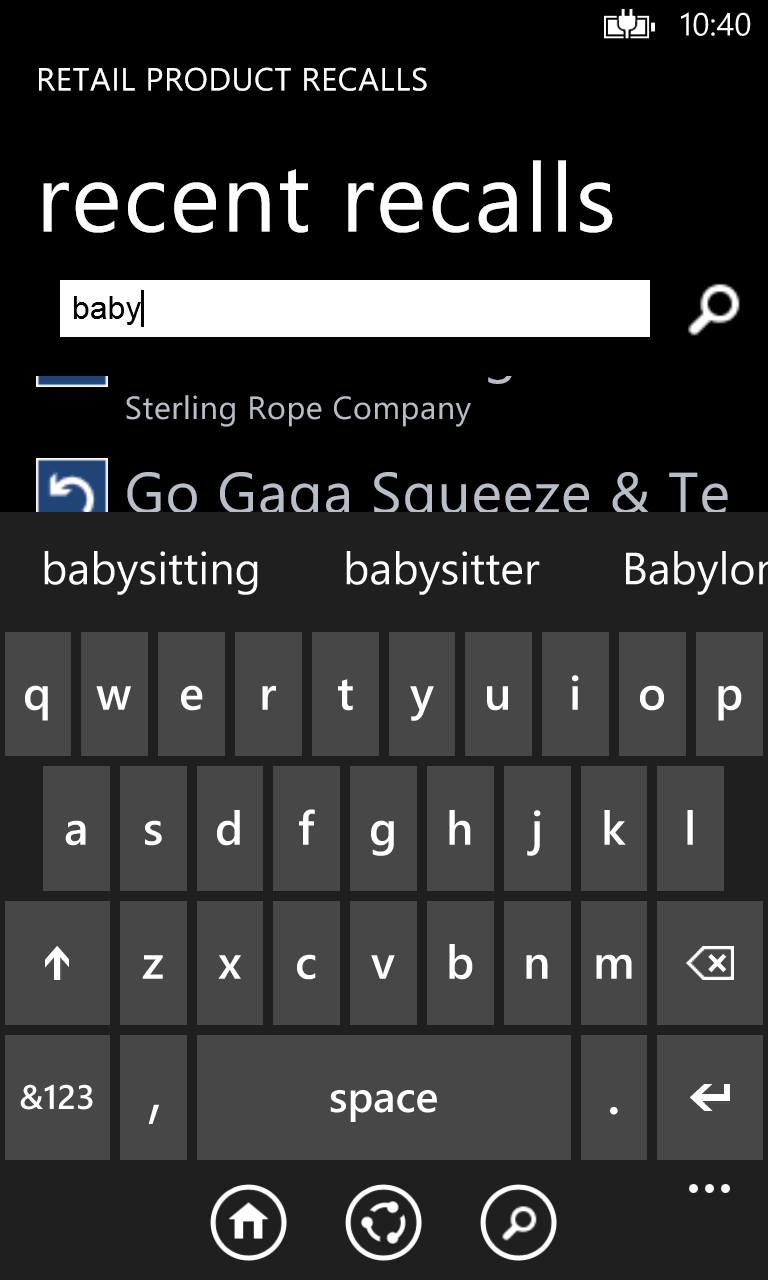 10:40
RETAIL PRODUCT RECALLS
recent recalls
baby
Sterling Rope Company
Go Gaga Squeeze & Te
babysitting babysitter Babylon
q w e r t y u i o p
a s d f g h j k l
z x c v b n m
&123 , space .